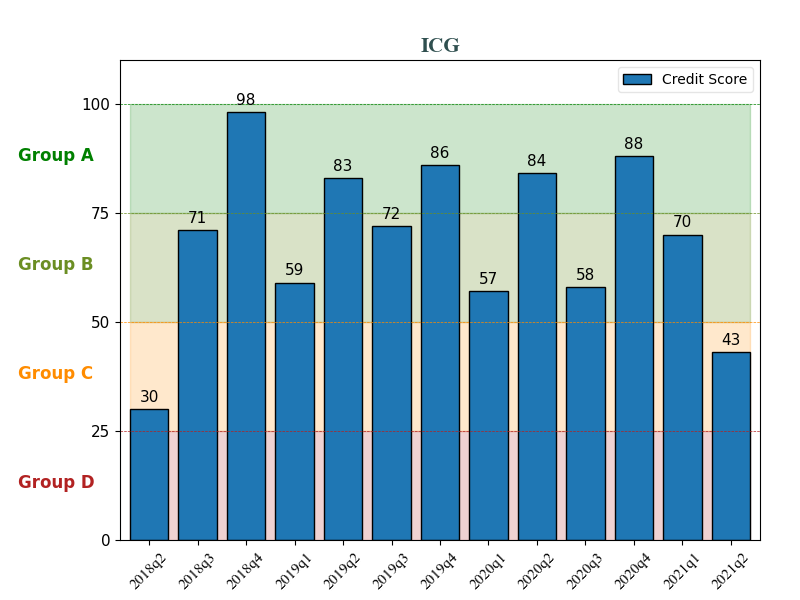 ICG
Credit Score
100
75
50
25
0
Group A
Group B
Group C
Group D
30
71
98
59
83
72
86
57
84
58
88
70
43
2018q2
2018q3
2018q4
2019q1
2019q2
2019q3
2019q4
2020q1
2020q2
2020q3
2020q4
2021q1
2021q2